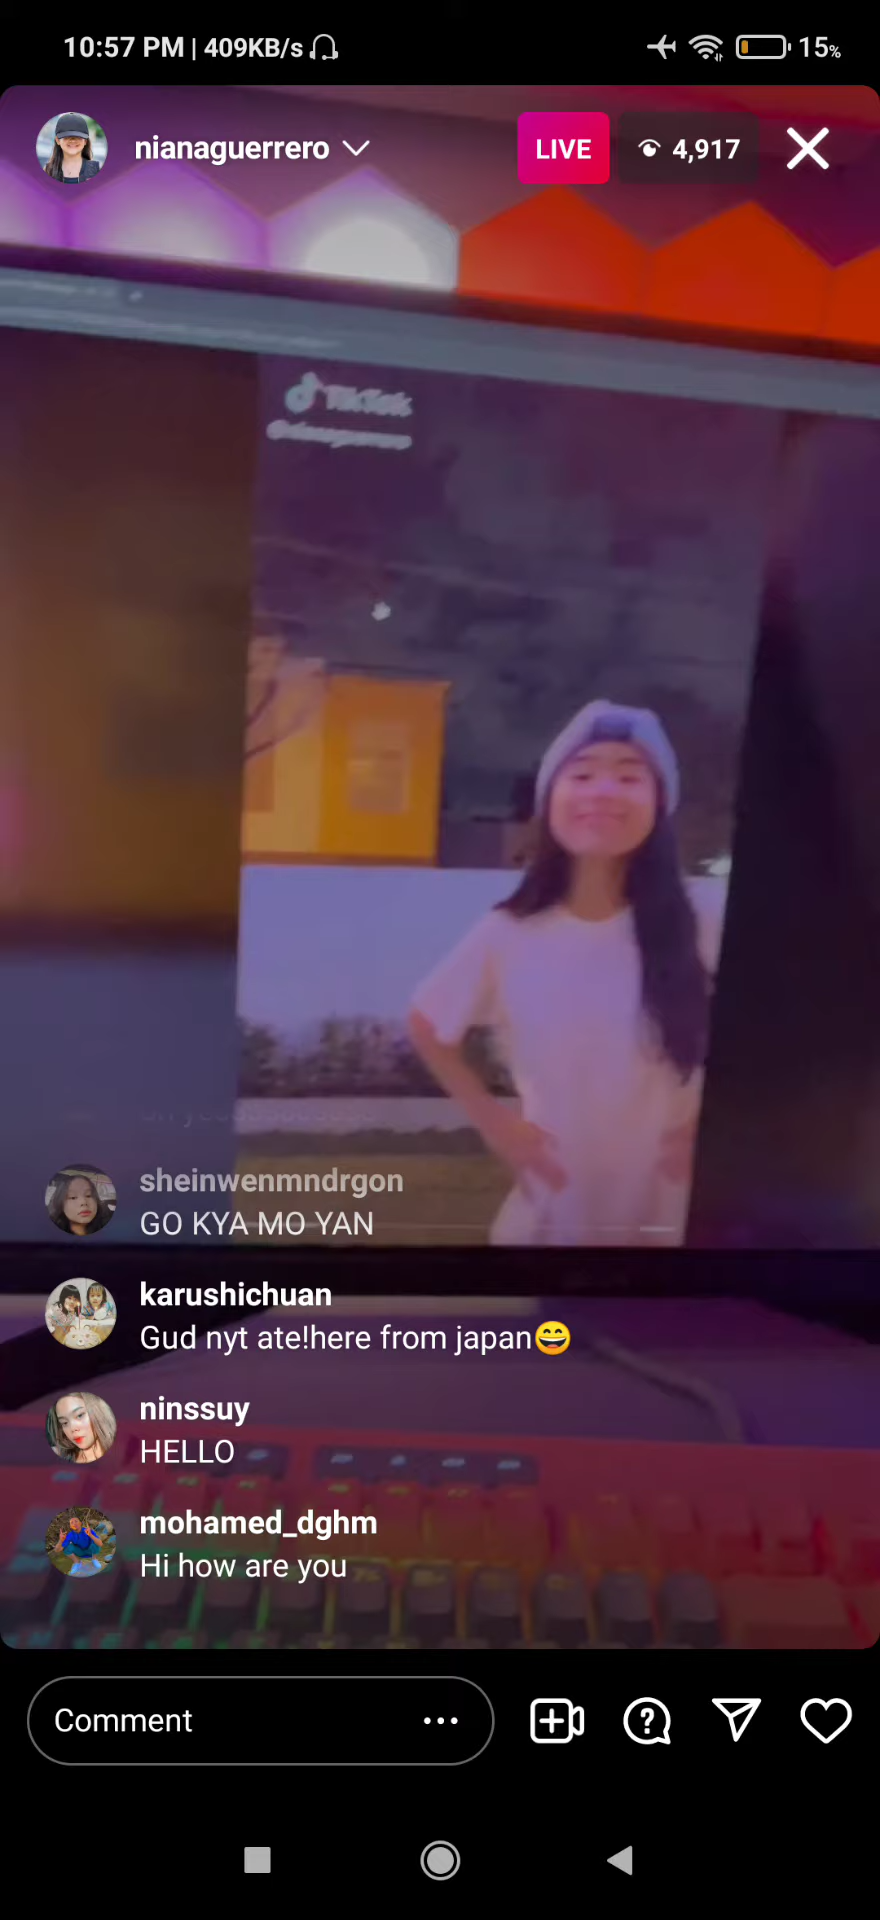 10:57 PM | 409KB/s
15%
nianaguerrero
LIVE
4,917
TikTok
sheinwenmndrgon
GO KYA MO YAN
karushichuan
Gud nyt ate!here from japan😄
ninssuy
HELLO
mohamed_dghm
Hi how are you
Comment